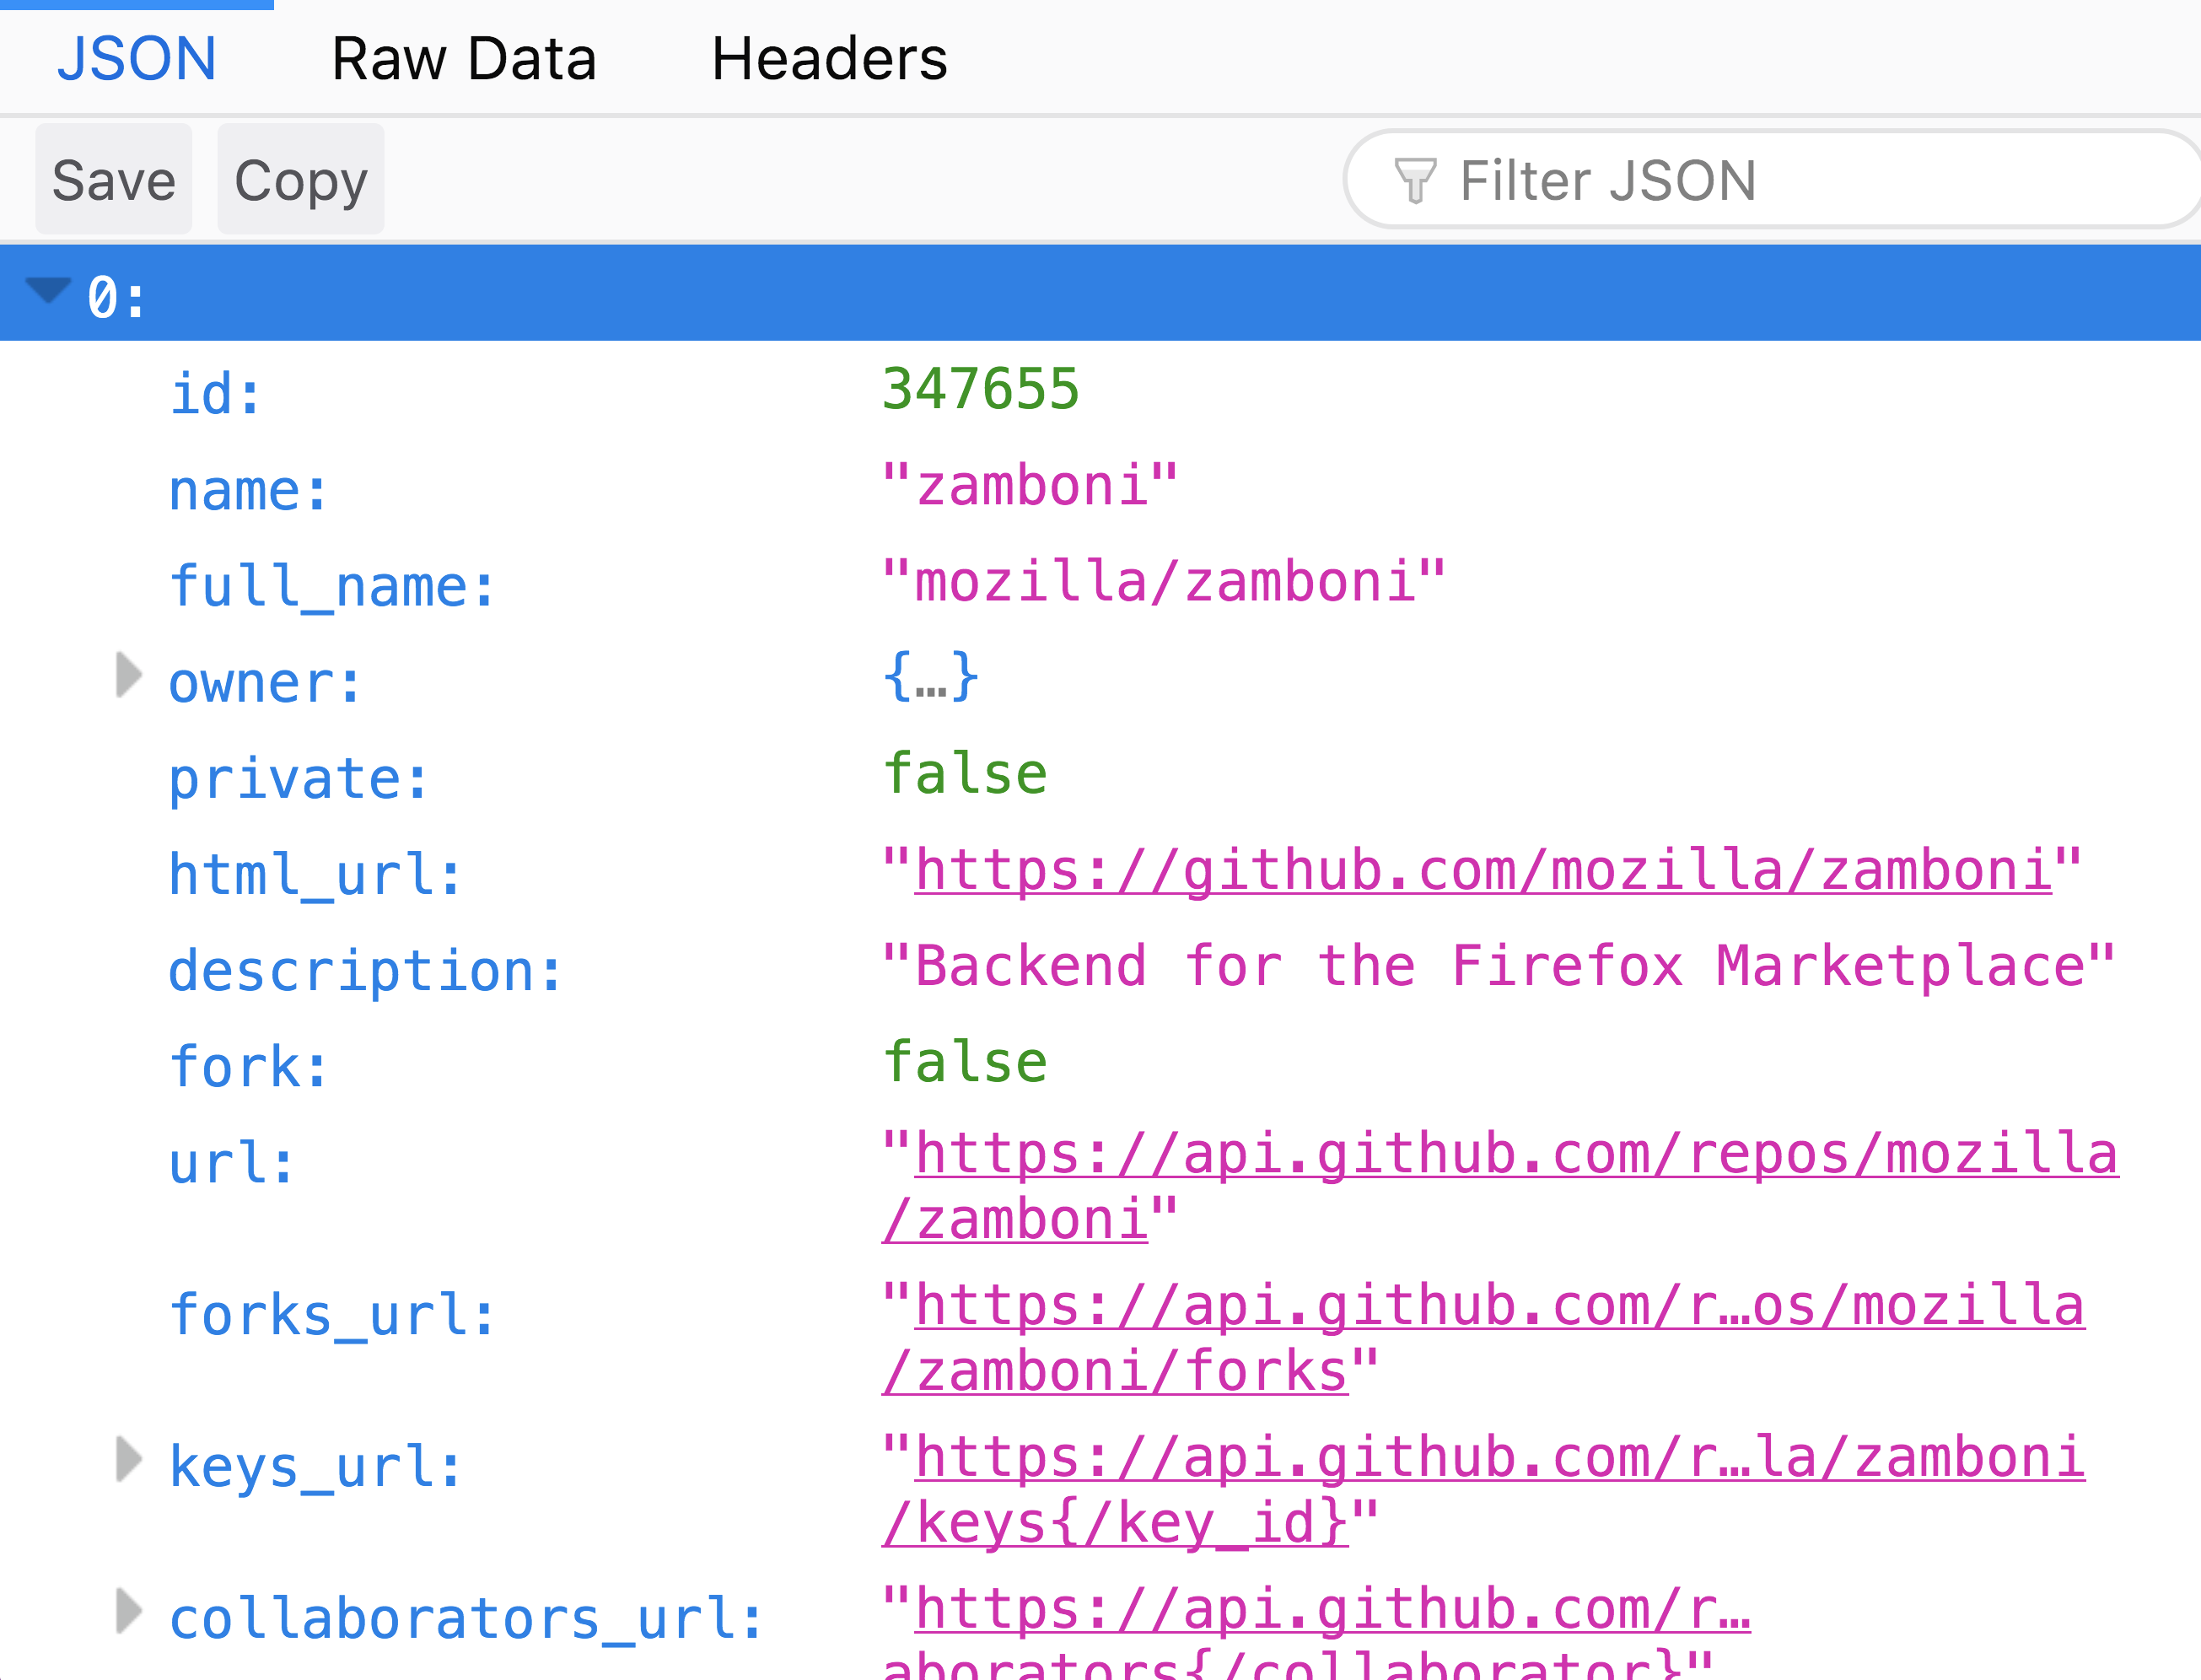 JSON Raw Data Headers
Save Copy Filter JSON
0:
id: 347655
name: "zamboni"
full_name: "mozilla/zamboni"
owner: {…}
private: false
html_url: "https://github.com/mozilla/zamboni"
description: "Backend for the Firefox Marketplace"
fork: false
url: "https://api.github.com/repos/mozilla
/zamboni"
forks_url: "https://api.github.com/r…os/mozilla
/zamboni/forks"
keys_url: "https://api.github.com/r…la/zamboni
/keys{/key_id}"
collaborators_url: "https://api.github.com/r…
aborators{/collaborator}"